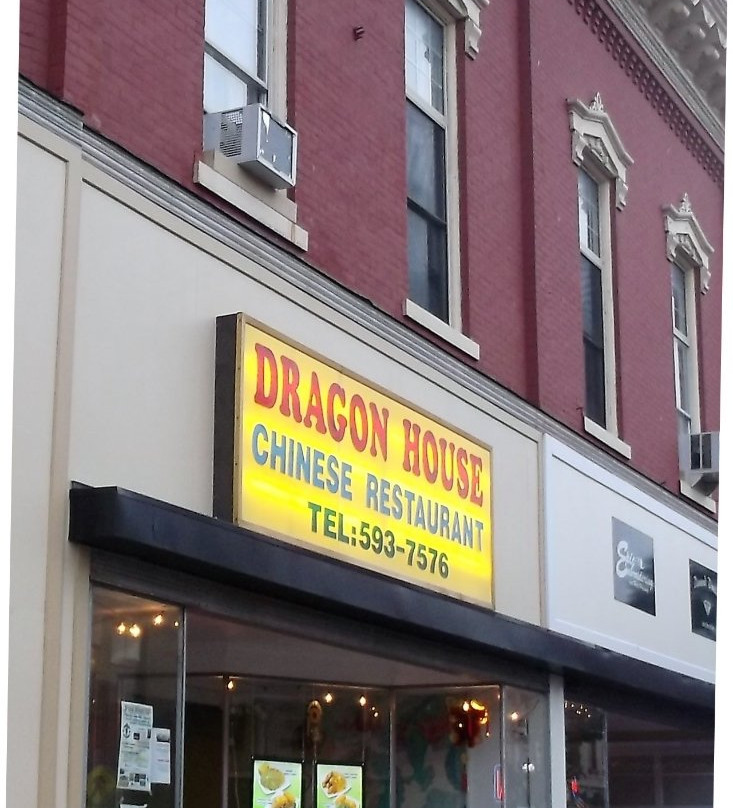 DRAGON HOUSE
CHINESE RESTAURANT
TEL:593-7576